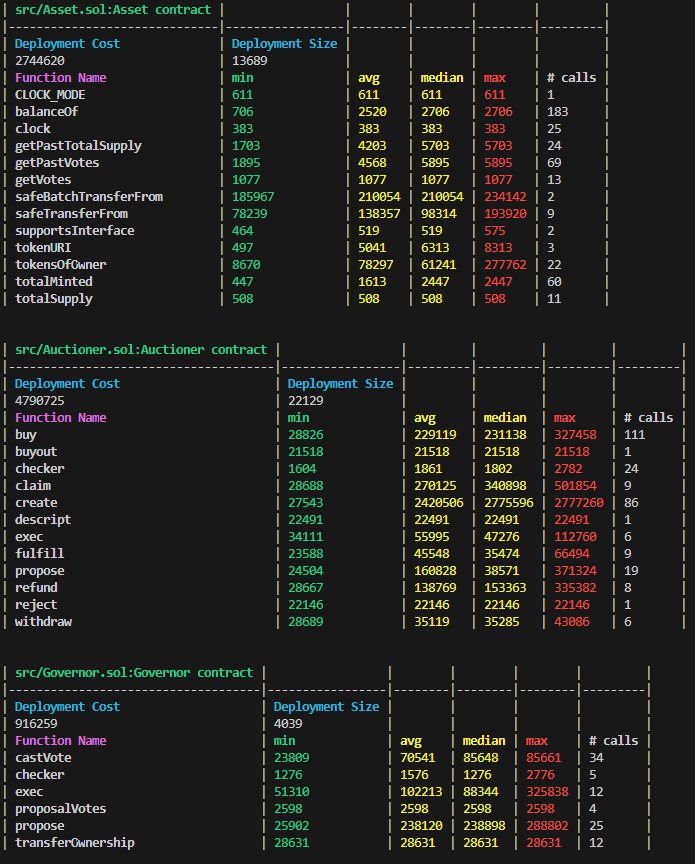 | src/Asset.sol:Asset contract | | | | | |
|------------------------------|-----------------|--------|--------|--------|---------|
| Deployment Cost | Deployment Size | | | | |
| 2744620 | 13689 | | | | |
| Function Name | min | avg | median | max | # calls |
| CLOCK_MODE | 611 | 611 | 611 | 611 | 1 |
| balanceOf | 706 | 2520 | 2706 | 2706 | 183 |
| clock | 383 | 383 | 383 | 383 | 25 |
| getPastTotalSupply | 1703 | 4203 | 5703 | 5703 | 24 |
| getPastVotes | 1895 | 4568 | 5895 | 5895 | 69 |
| getVotes | 1077 | 1077 | 1077 | 1077 | 13 |
| safeBatchTransferFrom | 185967 | 210054 | 210054 | 234142 | 2 |
| safeTransferFrom | 78239 | 138357 | 98314 | 193920 | 9 |
| supportsInterface | 464 | 519 | 519 | 575 | 2 |
| tokenURI | 497 | 5041 | 6313 | 8313 | 3 |
| tokensOfOwner | 8670 | 78297 | 61241 | 277762 | 22 |
| totalMinted | 447 | 1613 | 2447 | 2447 | 60 |
| totalSupply | 508 | 508 | 508 | 508 | 11 |
| src/Auctioner.sol:Auctioner contract | | | | | |
|--------------------------------------|-----------------|---------|---------|---------|---------|
| Deployment Cost | Deployment Size | | | | |
| 4790725 | 22129 | | | | |
| Function Name | min | avg | median | max | # calls |
| buy | 28826 | 229119 | 231138 | 327458 | 111 |
| buyout | 21518 | 21518 | 21518 | 21518 | 1 |
| checker | 1604 | 1861 | 1802 | 2782 | 24 |
| claim | 28688 | 270125 | 340898 | 501854 | 9 |
| create | 27543 | 2420506 | 2775596 | 2777260 | 86 |
| descript | 22491 | 22491 | 22491 | 22491 | 1 |
| exec | 34111 | 55995 | 47276 | 112760 | 6 |
| fulfill | 23588 | 45548 | 35474 | 66494 | 9 |
| propose | 24504 | 160828 | 38571 | 371324 | 19 |
| refund | 28667 | 138769 | 153363 | 335382 | 8 |
| reject | 22146 | 22146 | 22146 | 22146 | 1 |
| withdraw | 28689 | 35119 | 35285 | 43086 | 6 |
| src/Governor.sol:Governor contract | | | | | |
|------------------------------------|-----------------|--------|--------|--------|---------|
| Deployment Cost | Deployment Size | | | | |
| 916259 | 4039 | | | | |
| Function Name | min | avg | median | max | # calls |
| castVote | 23809 | 70541 | 85648 | 85661 | 34 |
| checker | 1276 | 1576 | 1276 | 2776 | 5 |
| exec | 51310 | 102213 | 88344 | 325838 | 12 |
| proposalVotes | 2598 | 2598 | 2598 | 2598 | 4 |
| propose | 25902 | 238120 | 238898 | 288802 | 25 |
| transferOwnership | 28631 | 28631 | 28631 | 28631 | 12 |